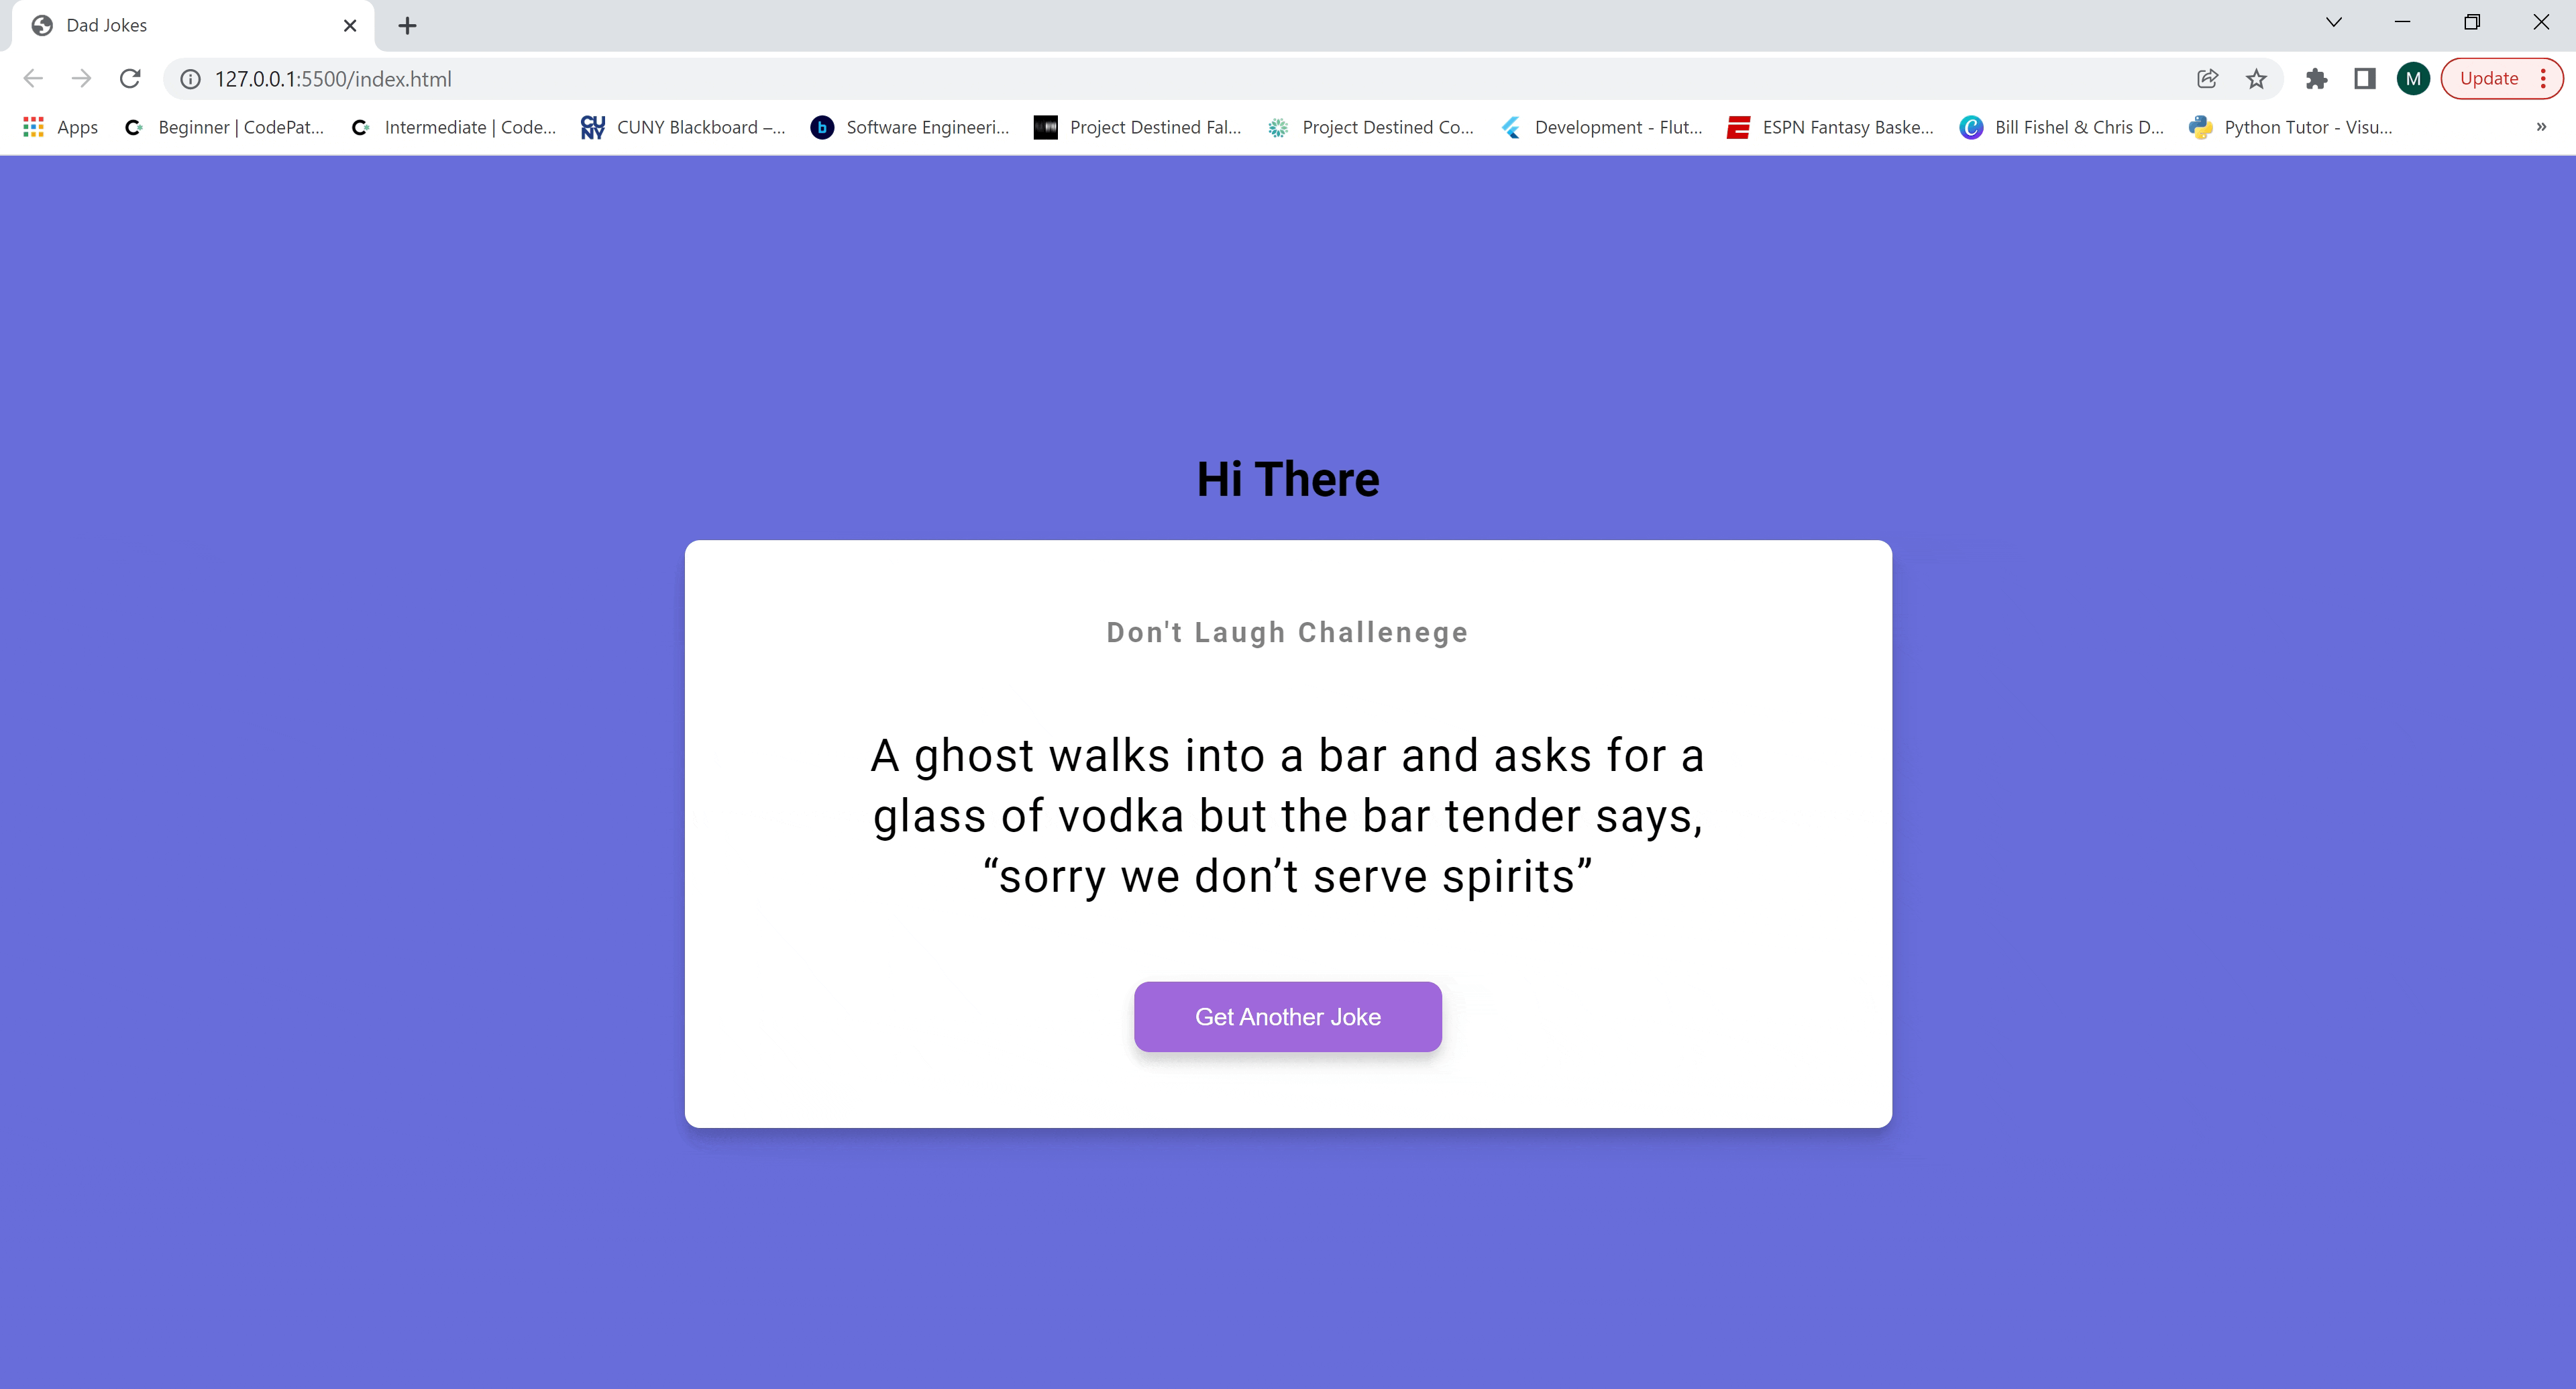 Dad Jokes
127.0.0.1:5500/index.html
M
Update
Apps
Beginner | CodePat...
Intermediate | Code...
CU
NY
CUNY Blackboard –...
b
Software Engineeri...
Project Destined Fal...
Project Destined Co...
Development - Flut...
ESPN Fantasy Baske...
C
Bill Fishel & Chris D...
Python Tutor - Visu...
»
Hi There
Don't Laugh Challenege
A ghost walks into a bar and asks for a
glass of vodka but the bar tender says,
“sorry we don’t serve spirits”
Get Another Joke